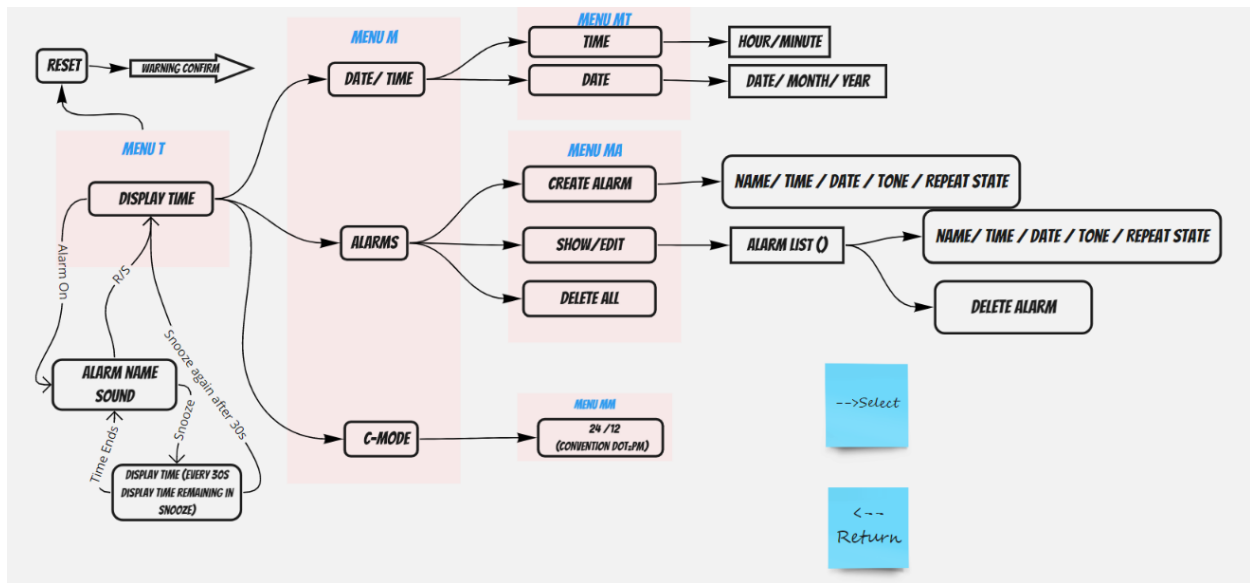 MENU MT
MENU M
TIME
HOUR/MINUTE
RESET
WARNING CONFIRM
DATE/ TIME
DATE
DATE/ MONTH/ YEAR
MENU T
MENU MA
CREATE ALARM
NAME/ TIME / DATE / TONE / REPEAT STATE
DISPLAY TIME
ALARMS
SHOW/EDIT
ALARM LIST ()
NAME/ TIME / DATE / TONE / REPEAT STATE
Alarm On
R/S
DELETE ALL
DELETE ALARM
Snooze again after 30s
ALARM NAME
SOUND
Snooze
Time Ends
MENU MM
C-MODE
24 /12
(CONVENTION DOT=PM)
-->Select
DISPLAY TIME (EVERY 30S
DISPLAY TIME REMAINING IN
SNOOZE)
<--
Return